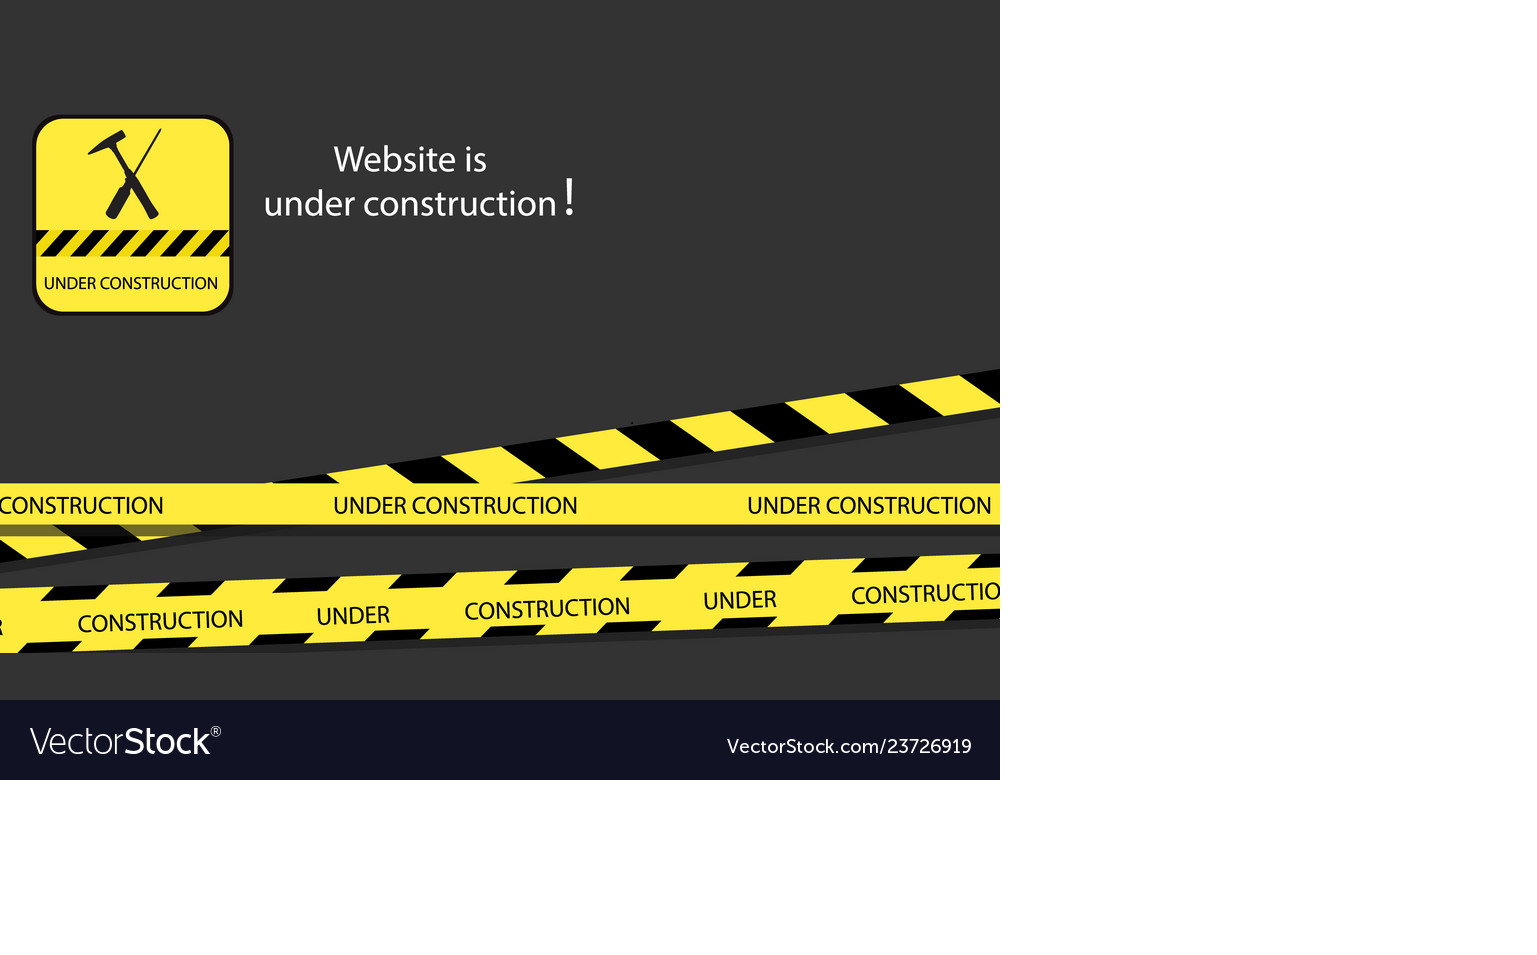 Website is
under construction!
UNDER CONSTRUCTION
CONSTRUCTION UNDER CONSTRUCTION UNDER CONSTRUCTION
R CONSTRUCTION UNDER CONSTRUCTION UNDER CONSTRUCTIO
VectorStock®
VectorStock.com/23726919